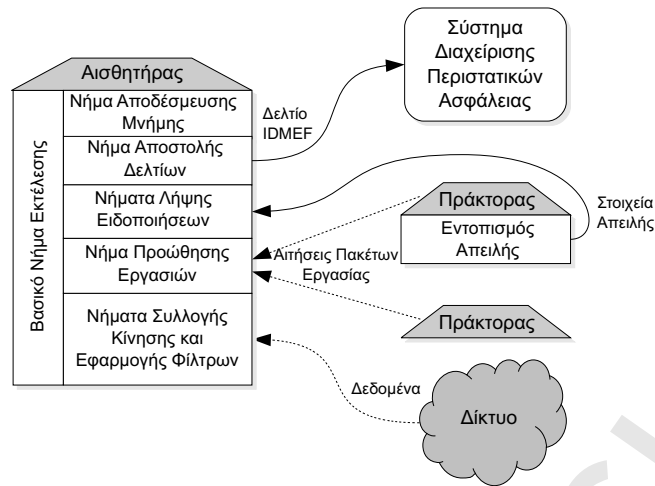 Αισθητήρας
Βασικό Νήμα Εκτέλεσης
Νήμα Αποδέσμευσης
Μνήμης
Νήμα Αποστολής
Δελτίων
Νήματα Λήψης
Ειδοποιήσεων
Νήμα Προώθησης
Εργασιών
Νήματα Συλλογής
Κίνησης και
Εφαρμογής Φίλτρων
Δελτίο
IDMEF
Σύστημα
Διαχείρισης
Περιστατικών
Ασφάλειας
Πράκτορας
Εντοπισμός
Απειλής
Στοιχεία
Απειλής
Αιτήσεις Πακέτων
Εργασίας
Πράκτορας
Δεδομένα
Δίκτυο